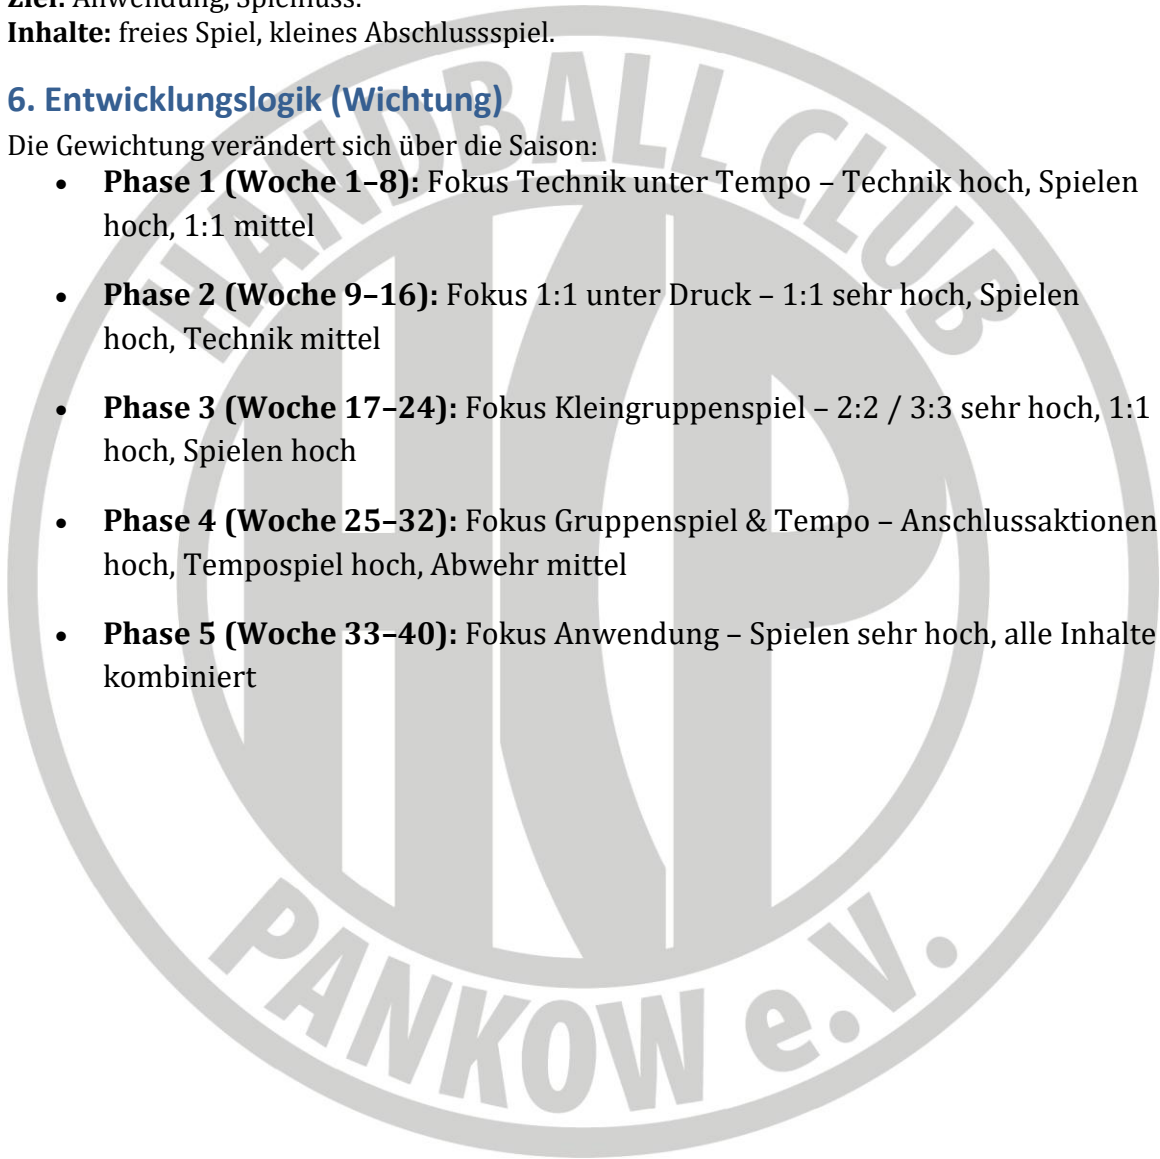 Ziel: Anwendung, Spielfluss.
Inhalte: freies Spiel, kleines Abschlussspiel.
6. Entwicklungslogik (Wichtung)
Die Gewichtung verändert sich über die Saison:
• Phase 1 (Woche 1–8): Fokus Technik unter Tempo – Technik hoch, Spielen
hoch, 1:1 mittel
• Phase 2 (Woche 9–16): Fokus 1:1 unter Druck – 1:1 sehr hoch, Spielen
hoch, Technik mittel
• Phase 3 (Woche 17–24): Fokus Kleingruppenspiel – 2:2 / 3:3 sehr hoch, 1:1
hoch, Spielen hoch
• Phase 4 (Woche 25–32): Fokus Gruppenspiel & Tempo – Anschlussaktionen
hoch, Tempospiel hoch, Abwehr mittel
• Phase 5 (Woche 33–40): Fokus Anwendung – Spielen sehr hoch, alle Inhalte
kombiniert
HANDBALL CLUB
HCP
PANKOW e.V.